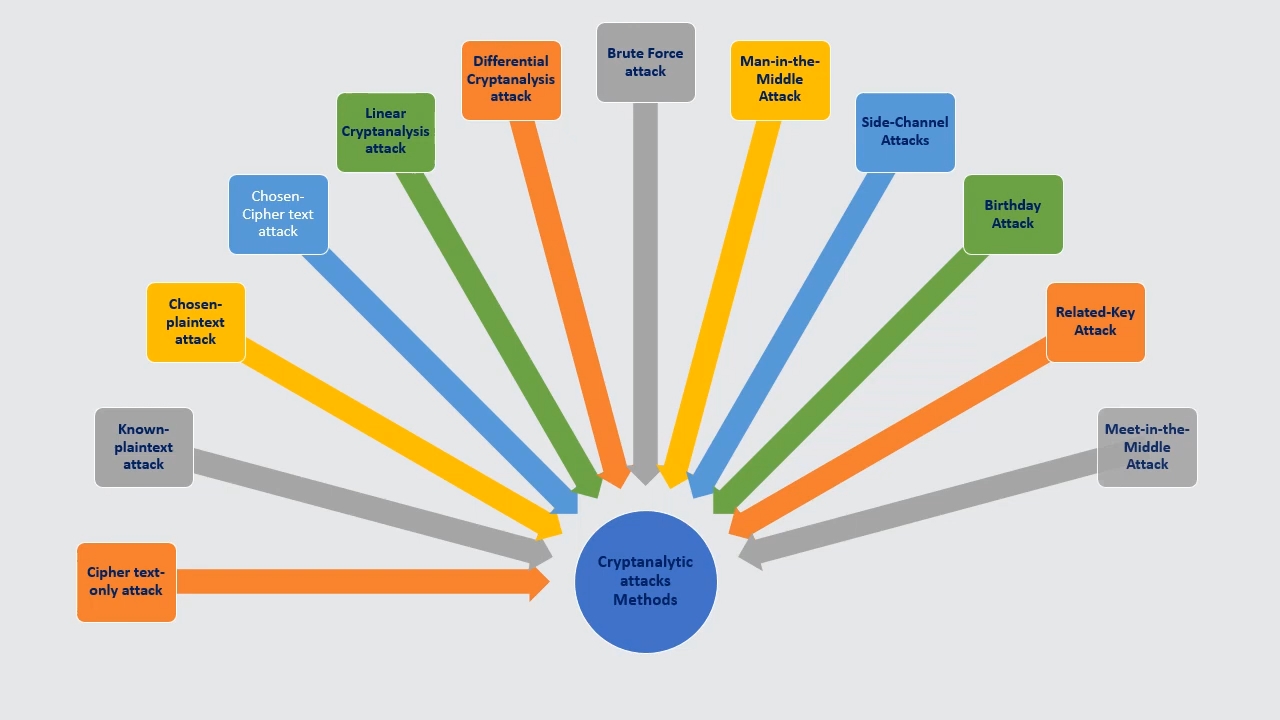 Brute Force
attack
Differential
Cryptanalysis
attack
Man-in-the-
Middle
Attack
Linear
Cryptanalysis
attack
Side-Channel
Attacks
Chosen-
Cipher text
attack
Birthday
Attack
Chosen-
plaintext
attack
Related-Key
Attack
Known-
plaintext
attack
Meet-in-the-
Middle
Attack
Cipher text-
only attack
Cryptanalytic
attacks
Methods